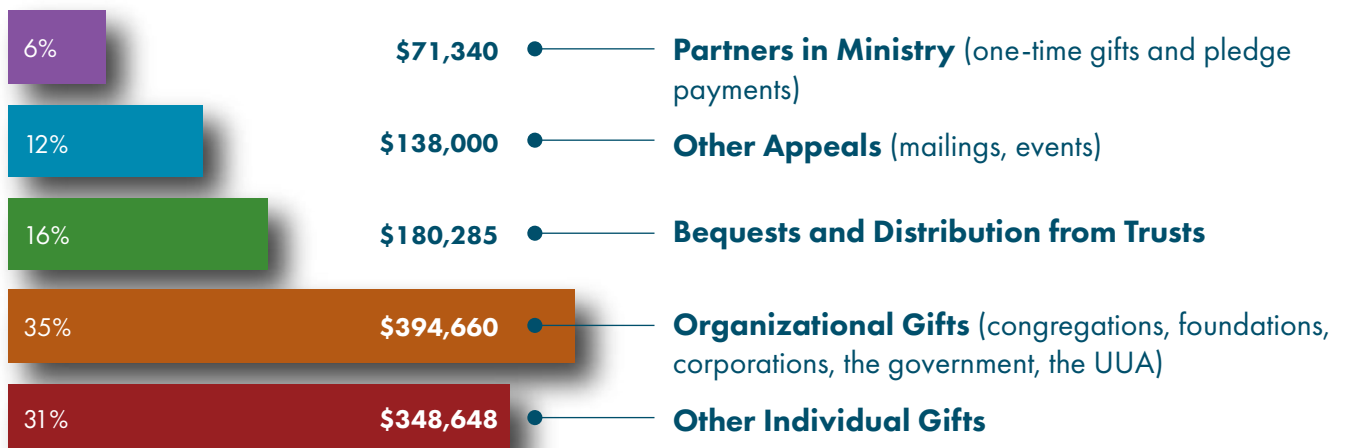 6% $71,340 Partners in Ministry (one-time gifts and pledge
payments)
12% $138,000 Other Appeals (mailings, events)
16% $180,285 Bequests and Distribution from Trusts
35% $394,660 Organizational Gifts (congregations, foundations,
corporations, the government, the UUA)
31% $348,648 Other Individual Gifts